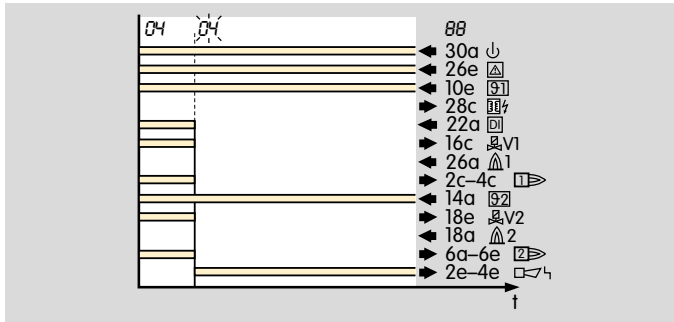 04 04 88
30a
26e
10e 91
28c
22a DI
16c V1
26a 1
2c–4c 1
14a 92
18e V2
18a 2
6a–6e 2
2e–4e
t